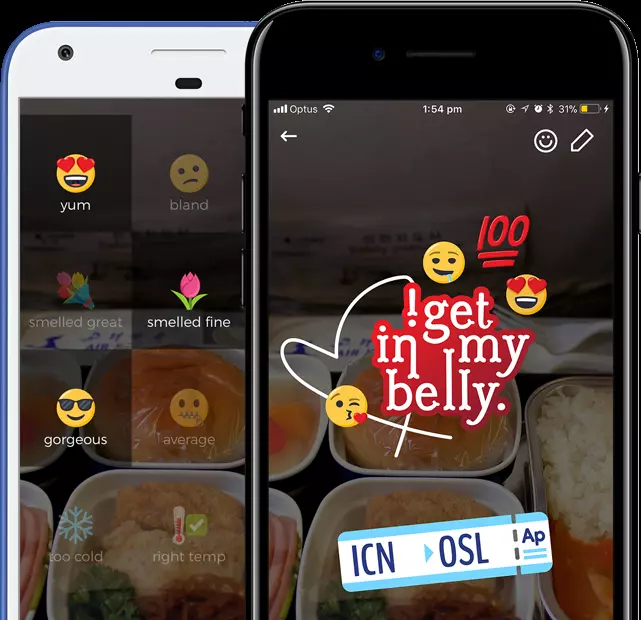 yum
bland
smelled great
smelled fine
gorgeous
average
too cold
right temp
Optus
1:54 pm
31%
100
!get
in my
belly.
ICN
OSL
Ap